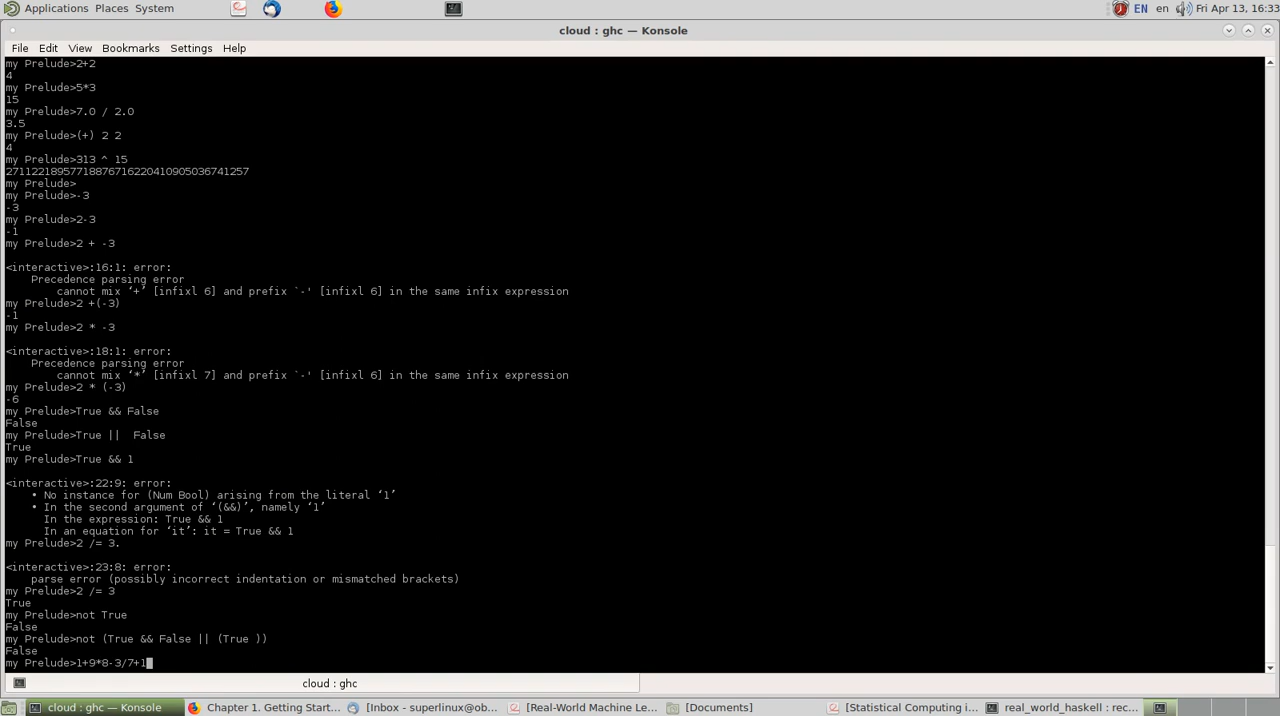 Applications Places System
EN en Fri Apr 13, 16:33
cloud : ghc — Konsole
File Edit View Bookmarks Settings Help
my Prelude>2+2
4
my Prelude>5*3
15
my Prelude>7.0 / 2.0
3.5
my Prelude>(+) 2 2
4
my Prelude>313 ^ 15
27112218957718876716220410905036741257
my Prelude>
my Prelude>-3
-3
my Prelude>2-3
-1
my Prelude>2 + -3
<interactive>:16:1: error:
Precedence parsing error
cannot mix ‘+’ [infixl 6] and prefix `-' [infixl 6] in the same infix expression
my Prelude>2 +(-3)
-1
my Prelude>2 * -3
<interactive>:18:1: error:
Precedence parsing error
cannot mix ‘*’ [infixl 7] and prefix `-' [infixl 6] in the same infix expression
my Prelude>2 * (-3)
-6
my Prelude>True && False
False
my Prelude>True ||  False
True
my Prelude>True && 1
<interactive>:22:9: error:
• No instance for (Num Bool) arising from the literal ‘1’
• In the second argument of ‘(&&)’, namely ‘1’
In the expression: True && 1
In an equation for ‘it’: it = True && 1
my Prelude>2 /= 3.
<interactive>:23:8: error:
parse error (possibly incorrect indentation or mismatched brackets)
my Prelude>2 /= 3
True
my Prelude>not True
False
my Prelude>not (True && False || (True ))
False
my Prelude>1+9*8-3/7+1
cloud : ghc
cloud : ghc — Konsole Chapter 1. Getting Start... [Inbox - superlinux@ob... [Real-World Machine Le... [Documents] [Statistical Computing i... real_world_haskell : rec...